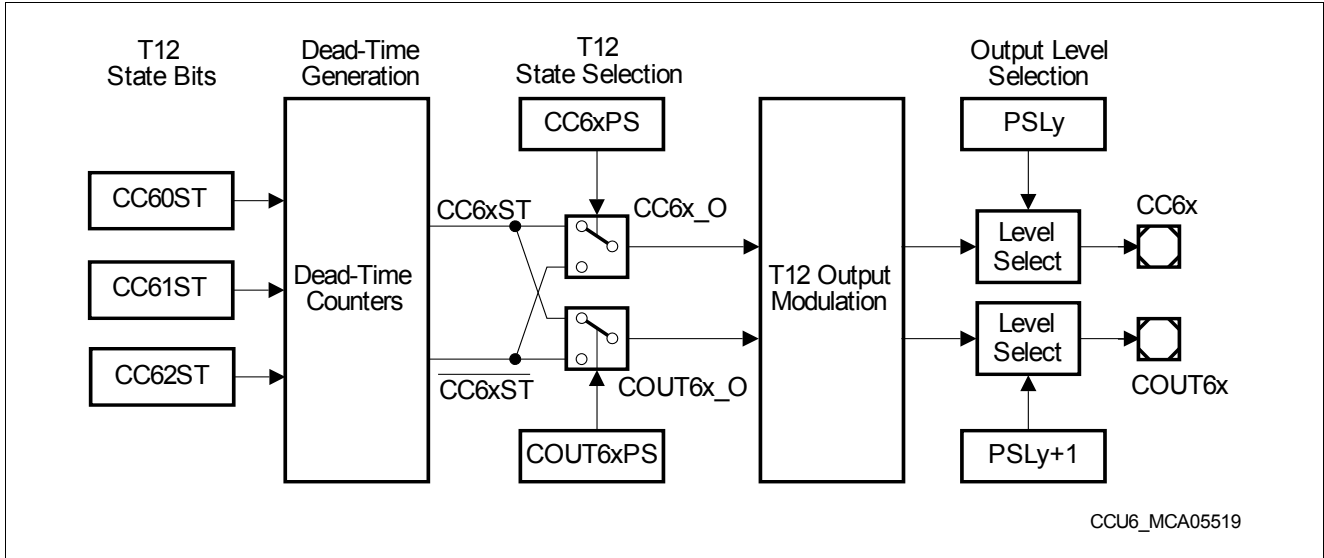 T12
State Bits
Dead-Time
Generation
T12
State Selection
Output Level
Selection
CC6xPS
PSLy
CC60ST
CC61ST
CC62ST
Dead-Time
Counters
CC6xST
CC6xST
CC6x_O
COUT6x_O
COUT6xPS
T12 Output
Modulation
Level
Select
Level
Select
PSLy+1
CC6x
COUT6x
CCU6_MCA05519